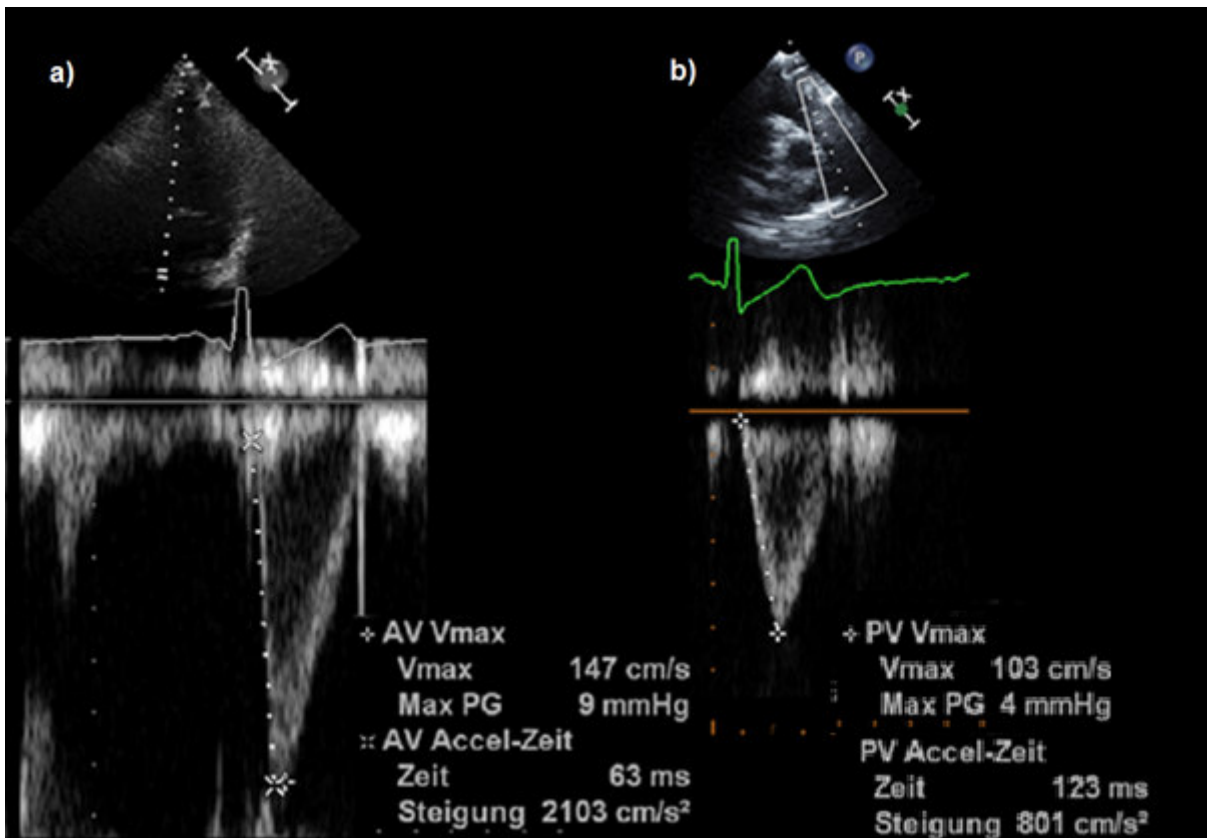 a)
b)
P
AV Vmax
Vmax 147 cm/s
Max PG 9 mmHg
AV Accel-Zeit
Zeit 63 ms
Steigung 2103 cm/s²
PV Vmax
Vmax 103 cm/s
Max PG 4 mmHg
PV Accel-Zeit
Zeit 123 ms
Steigung 801 cm/s²